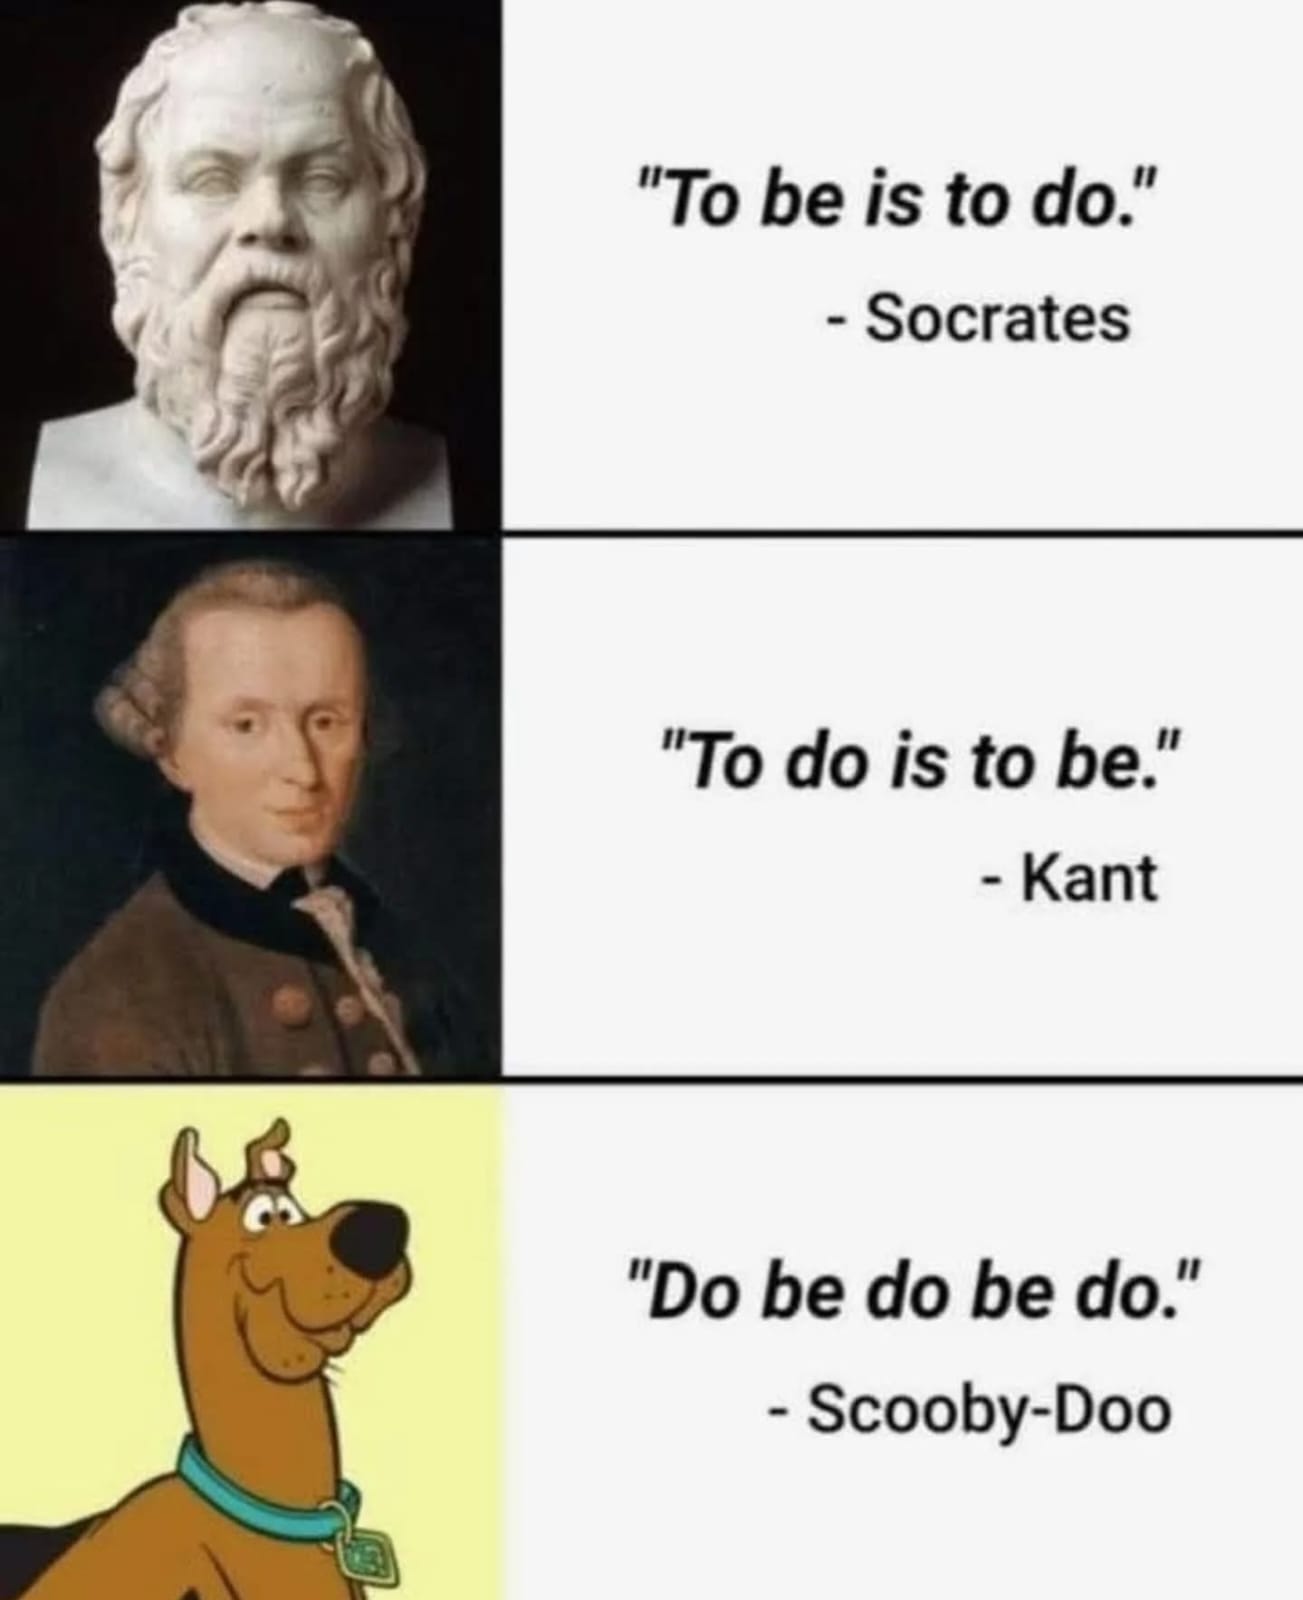 "To be is to do."
- Socrates
"To do is to be."
- Kant
"Do be do be do."
- Scooby-Doo